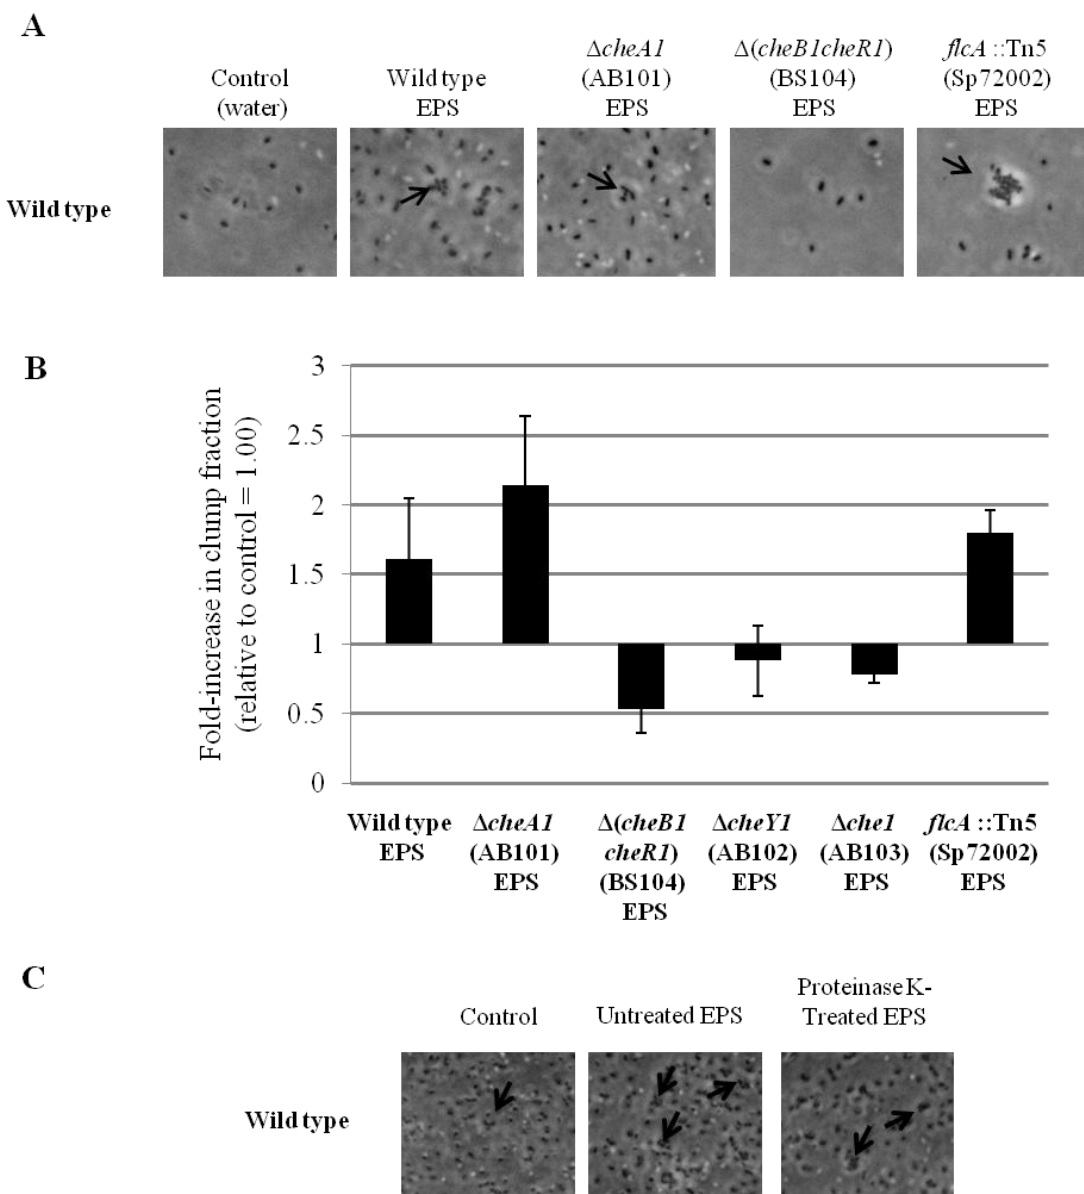 A
Control
(water)
Wild type
EPS
ΔcheA1
(AB101)
EPS
Δ(cheB1cheR1)
(BS104)
EPS
flcA ::Tn5
(Sp72002)
EPS
Wild type
B
Fold-increase in clump fraction
(relative to control = 1.00)
3
2.5
2
1.5
1
0.5
0
Wild type
EPS
ΔcheA1
(AB101)
EPS
Δ(cheB1
cheR1)
(BS104)
EPS
ΔcheY1
(AB102)
EPS
Δche1
(AB103)
EPS
flcA ::Tn5
(Sp72002)
EPS
C
Control
Untreated EPS
Proteinase K-
Treated EPS
Wild type